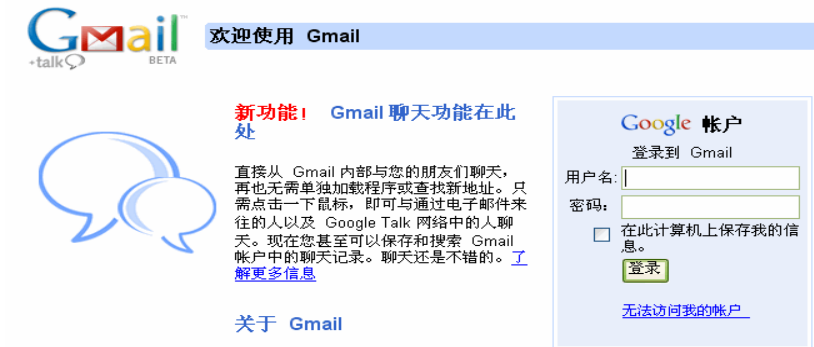 Gmail
+talk
BETA
欢迎使用 Gmail
新功能! Gmail 聊天功能在此
处
直接从 Gmail 内部与您的朋友们聊天,
再也无需单独加载程序或查找新地址。只
需点击一下鼠标，即可与通过电子邮件来
往的人以及 Google Talk 网络中的人聊
天。现在您甚至可以保存和搜索 Gmail
帐户中的聊天记录。聊天还是不错的。了
解更多信息
关于 Gmail
Google 帐户
登录到 Gmail
用户名:
密码:
在此计算机上保存我的信
息。
登录
无法访问我的帐户